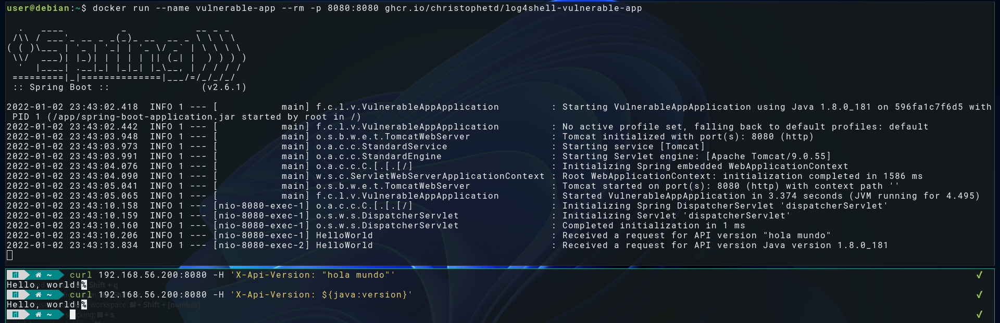 user@debian:~$ docker run --name vulnerable-app --rm -p 8080:8080 ghcr.io/christophetd/log4shell-vulnerable-app

  .   ____          _            __ _ _
 /\\ / ___'_ __ _ _(_)_ __  __ _ \ \ \ \
( ( )\___ | '_ | '_| | '_ \/ _` | \ \ \ \
 \\/  ___)| |_)| | | | | || (_| |  ) ) ) )
  '  |____| .__|_| |_|_| |_\__, | / / / /
 =========|_|==============|___/=/_/_/_/
 :: Spring Boot ::                (v2.6.1)

2022-01-02 23:43:02.418  INFO 1 --- [           main] f.c.l.v.VulnerableAppApplication         : Starting VulnerableAppApplication using Java 1.8.0_181 on 596fa1c7f6d5 with
 PID 1 (/app/spring-boot-application.jar started by root in /)
2022-01-02 23:43:02.442  INFO 1 --- [           main] f.c.l.v.VulnerableAppApplication         : No active profile set, falling back to default profiles: default
2022-01-02 23:43:03.948  INFO 1 --- [           main] o.s.b.w.e.t.TomcatWebServer              : Tomcat initialized with port(s): 8080 (http)
2022-01-02 23:43:03.973  INFO 1 --- [           main] o.a.c.c.StandardService                  : Starting service [Tomcat]
2022-01-02 23:43:03.991  INFO 1 --- [           main] o.a.c.c.StandardEngine                   : Starting Servlet engine: [Apache Tomcat/9.0.55]
2022-01-02 23:43:04.076  INFO 1 --- [           main] o.a.c.c.C.[.[.[/]                        : Initializing Spring embedded WebApplicationContext
2022-01-02 23:43:04.090  INFO 1 --- [           main] w.s.c.ServletWebServerApplicationContext : Root WebApplicationContext: initialization completed in 1586 ms
2022-01-02 23:43:05.041  INFO 1 --- [           main] o.s.b.w.e.t.TomcatWebServer              : Tomcat started on port(s): 8080 (http) with context path ''
2022-01-02 23:43:05.065  INFO 1 --- [           main] f.c.l.v.VulnerableAppApplication         : Started VulnerableAppApplication in 3.374 seconds (JVM running for 4.495)
2022-01-02 23:43:10.158  INFO 1 --- [nio-8080-exec-1] o.a.c.c.C.[.[.[/]                        : Initializing Spring DispatcherServlet 'dispatcherServlet'
2022-01-02 23:43:10.159  INFO 1 --- [nio-8080-exec-1] o.s.w.s.DispatcherServlet                : Initializing Servlet 'dispatcherServlet'
2022-01-02 23:43:10.160  INFO 1 --- [nio-8080-exec-1] o.s.w.s.DispatcherServlet                : Completed initialization in 1 ms
2022-01-02 23:43:10.206  INFO 1 --- [nio-8080-exec-1] HelloWorld                               : Received a request for API version "hola mundo"
2022-01-02 23:43:13.834  INFO 1 --- [nio-8080-exec-2] HelloWorld                               : Received a request for API version Java version 1.8.0_181
~ curl 192.168.56.200:8080 -H 'X-Api-Version: "hola mundo"' ✓
Hello, world!% Shift + q
~ curl 192.168.56.200:8080 -H 'X-Api-Version: ${java:version}' ✓
Hello, world!% workspace: + Shift + [number]
~ king: + s ✓